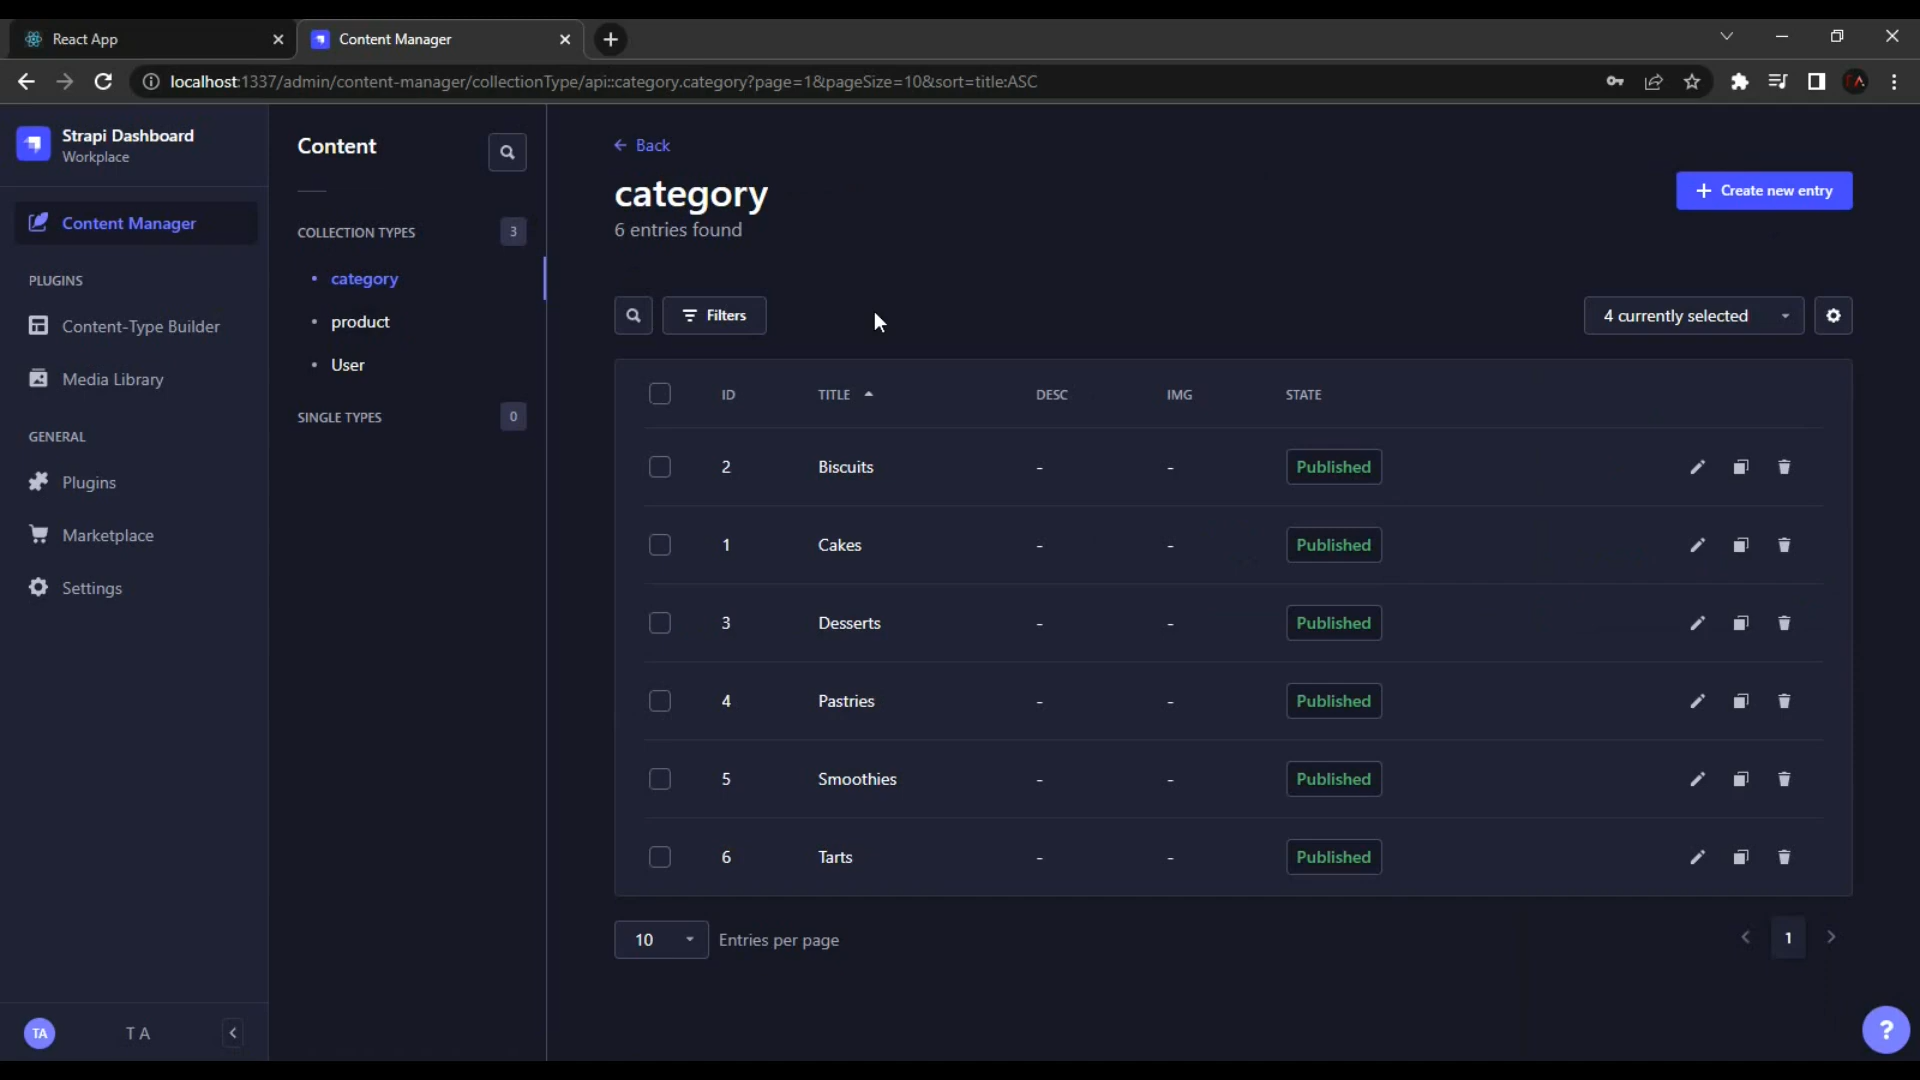 React App
Content Manager
localhost:1337/admin/content-manager/collectionType/api::category.category?page=1&pageSize=10&sort=title:ASC
Strapi Dashboard
Workplace
Content Manager
PLUGINS
Content-Type Builder
Media Library
GENERAL
Plugins
Marketplace
Settings
TA
T A
Content
COLLECTION TYPES 3
category
product
User
SINGLE TYPES 0
Back
category
6 entries found
Create new entry
Filters
4 currently selected
ID TITLE DESC IMG STATE
2 Biscuits - - Published
1 Cakes - - Published
3 Desserts - - Published
4 Pastries - - Published
5 Smoothies - - Published
6 Tarts - - Published
10 Entries per page
1
?